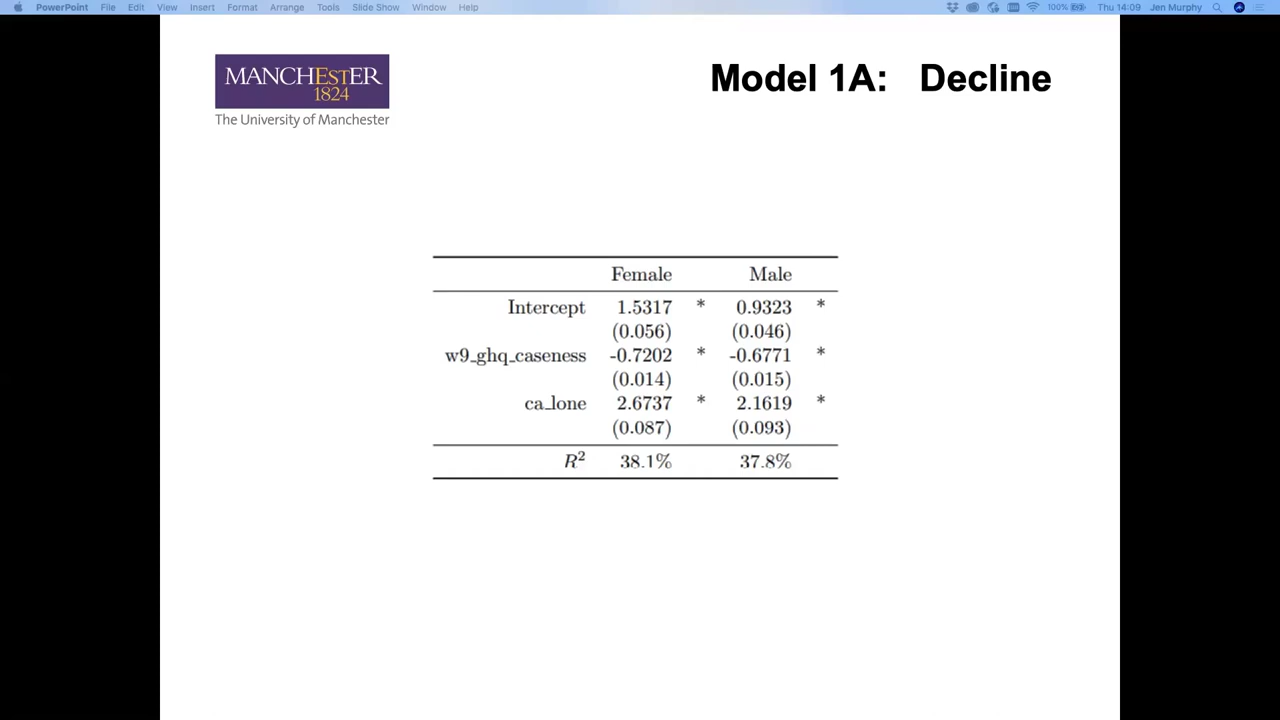 PowerPoint File Edit View Insert Format Arrange Tools Slide Show Window Help 100% Thu 14:09 Jen Murphy
MANCHESTER
1824
The University of Manchester
Model 1A: Decline
Female Male
Intercept 1.5317 * 0.9323 *
(0.056) (0.046)
w9_ghq_caseness -0.7202 * -0.6771 *
(0.014) (0.015)
ca_lone 2.6737 * 2.1619 *
(0.087) (0.093)
R² 38.1% 37.8%